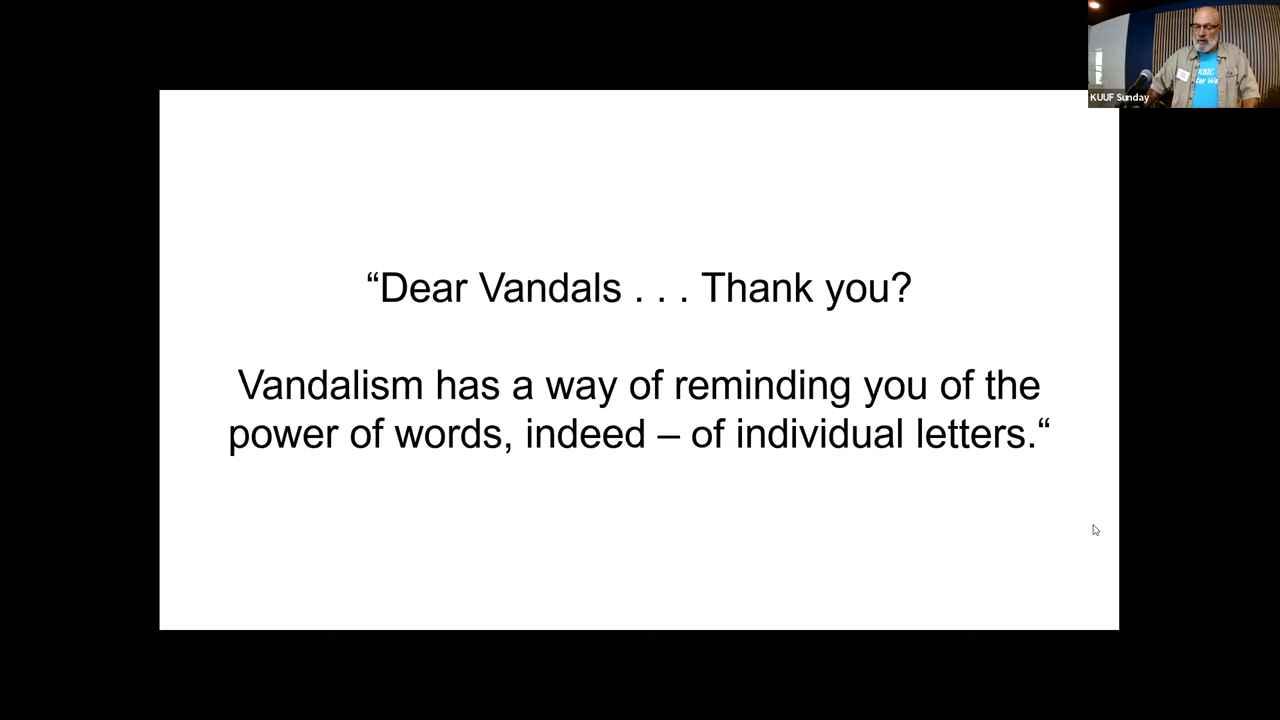 KUUF Sunday
“Dear Vandals . . . Thank you?
Vandalism has a way of reminding you of the
power of words, indeed – of individual letters.“